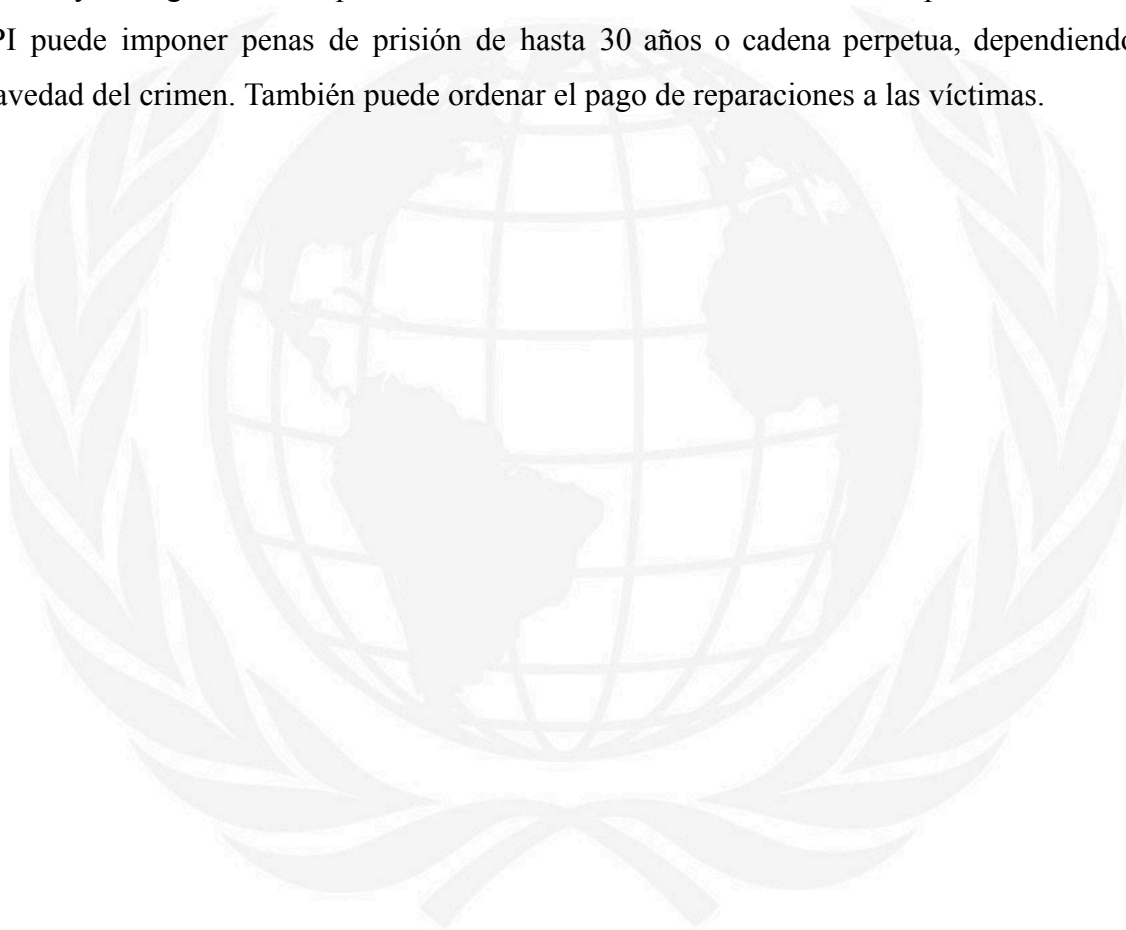 PI puede imponer penas de prisión de hasta 30 años o cadena perpetua, dependiendo
avedad del crimen. También puede ordenar el pago de reparaciones a las víctimas.